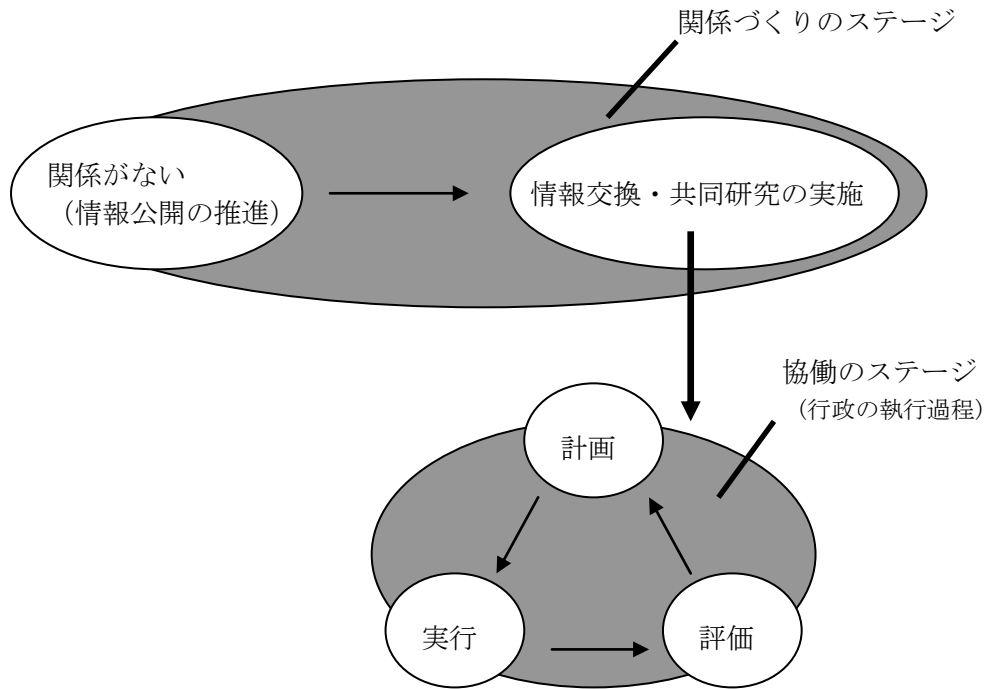 関係づくりのステージ
関係がない
（情報公開の推進）
情報交換・共同研究の実施
協働のステージ
（行政の執行過程）
計画
実行
評価